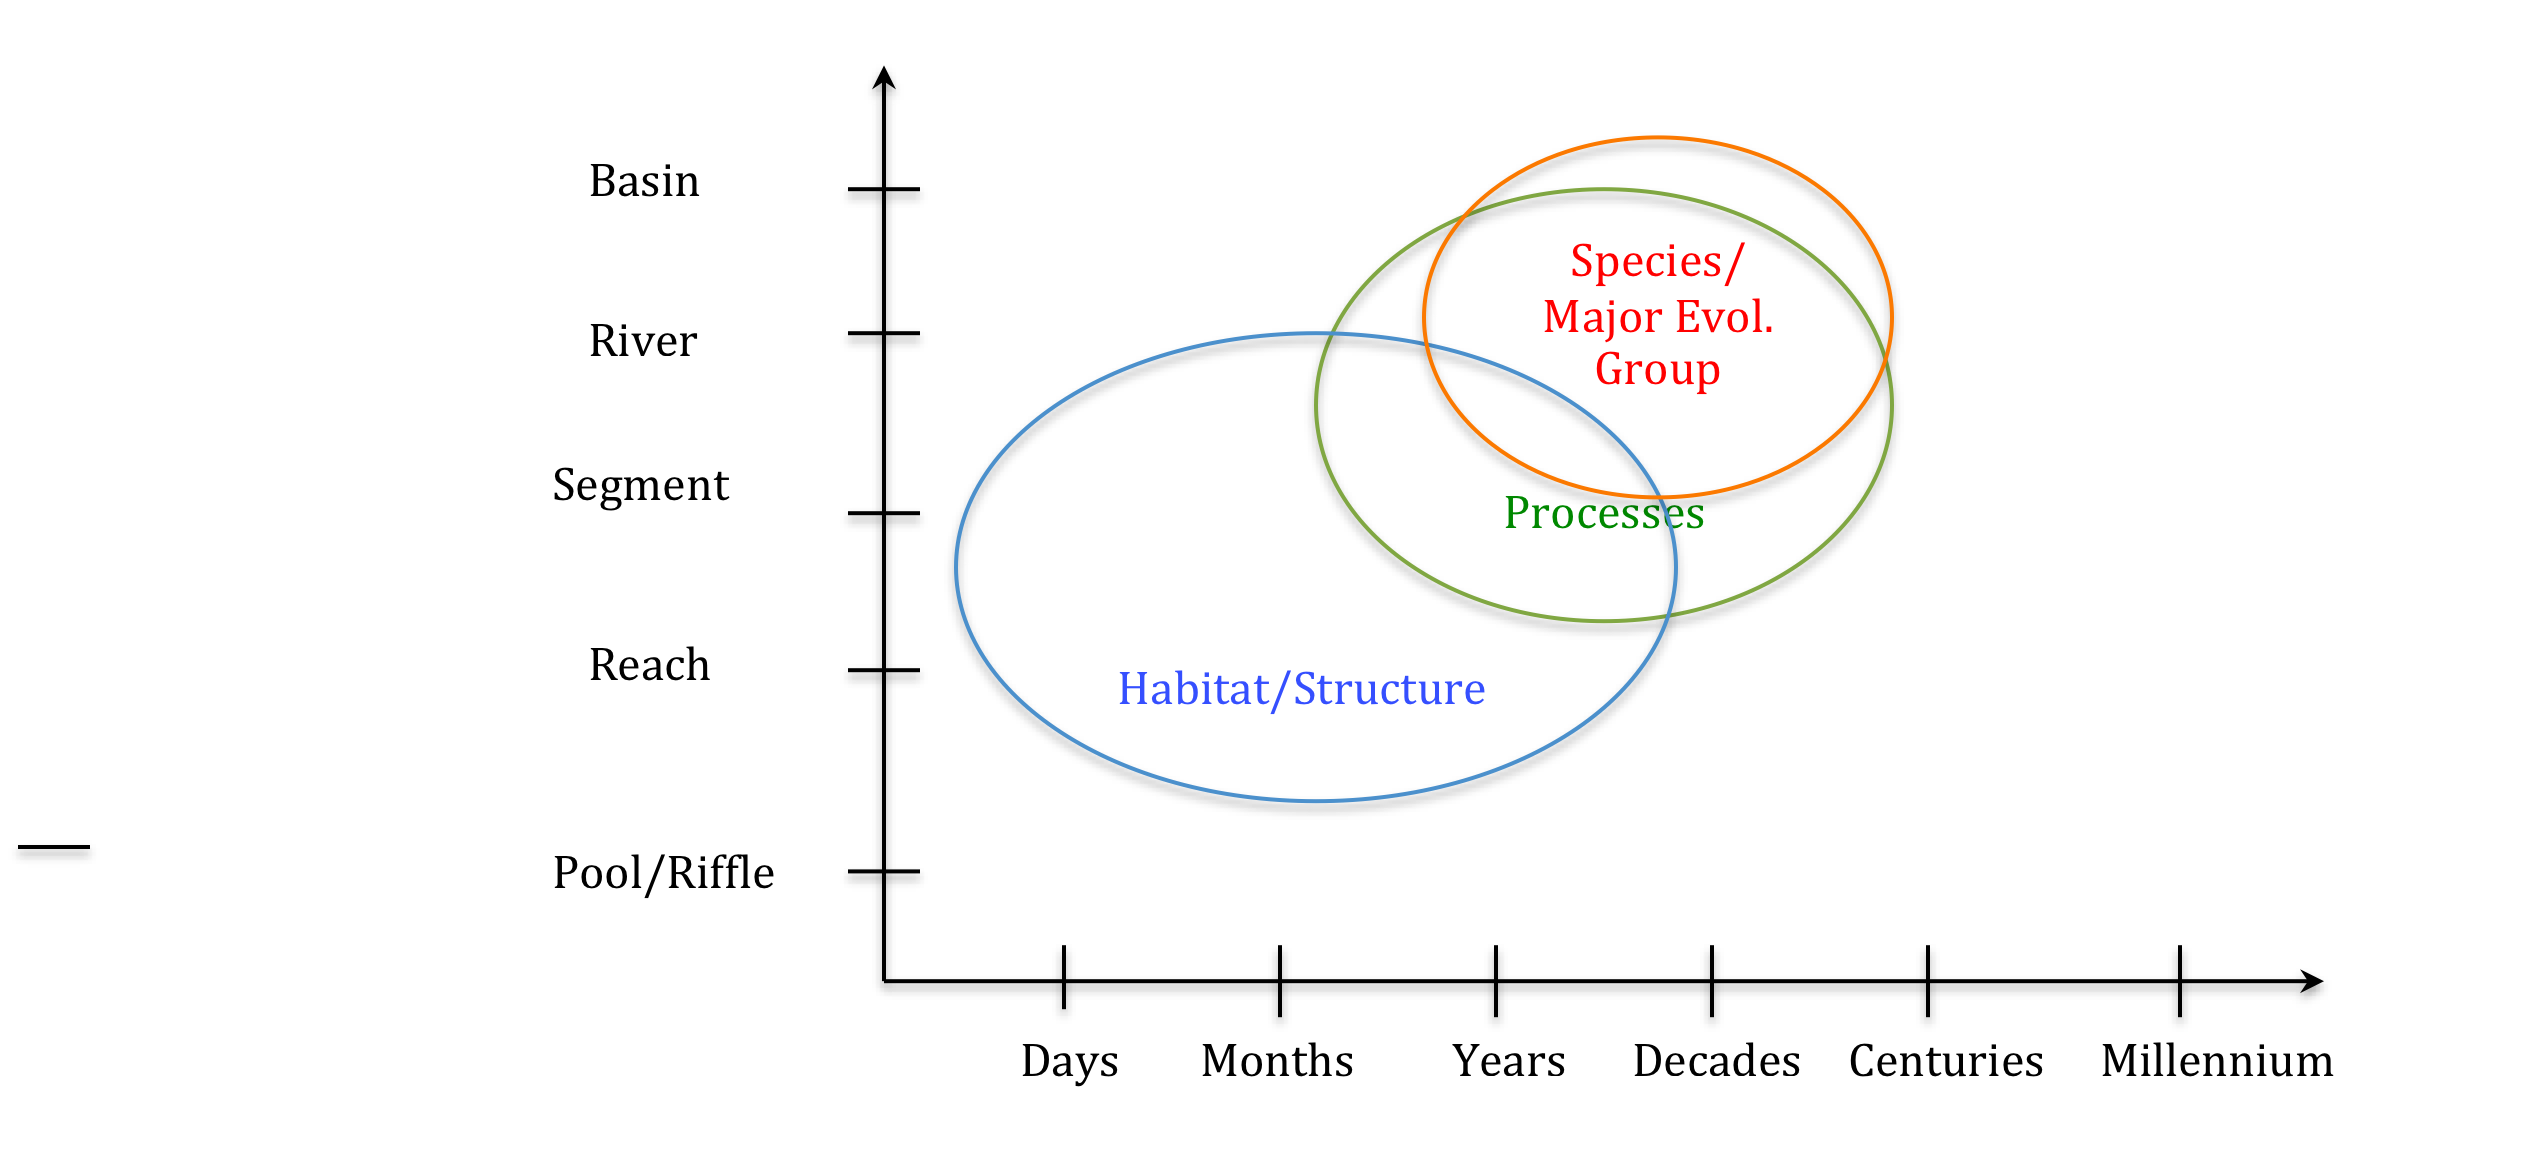 Basin
River
Segment
Reach
Pool/Riffle
Species/
Major Evol.
Group
Processes
Habitat/Structure
Days
Months
Years
Decades
Centuries
Millennium